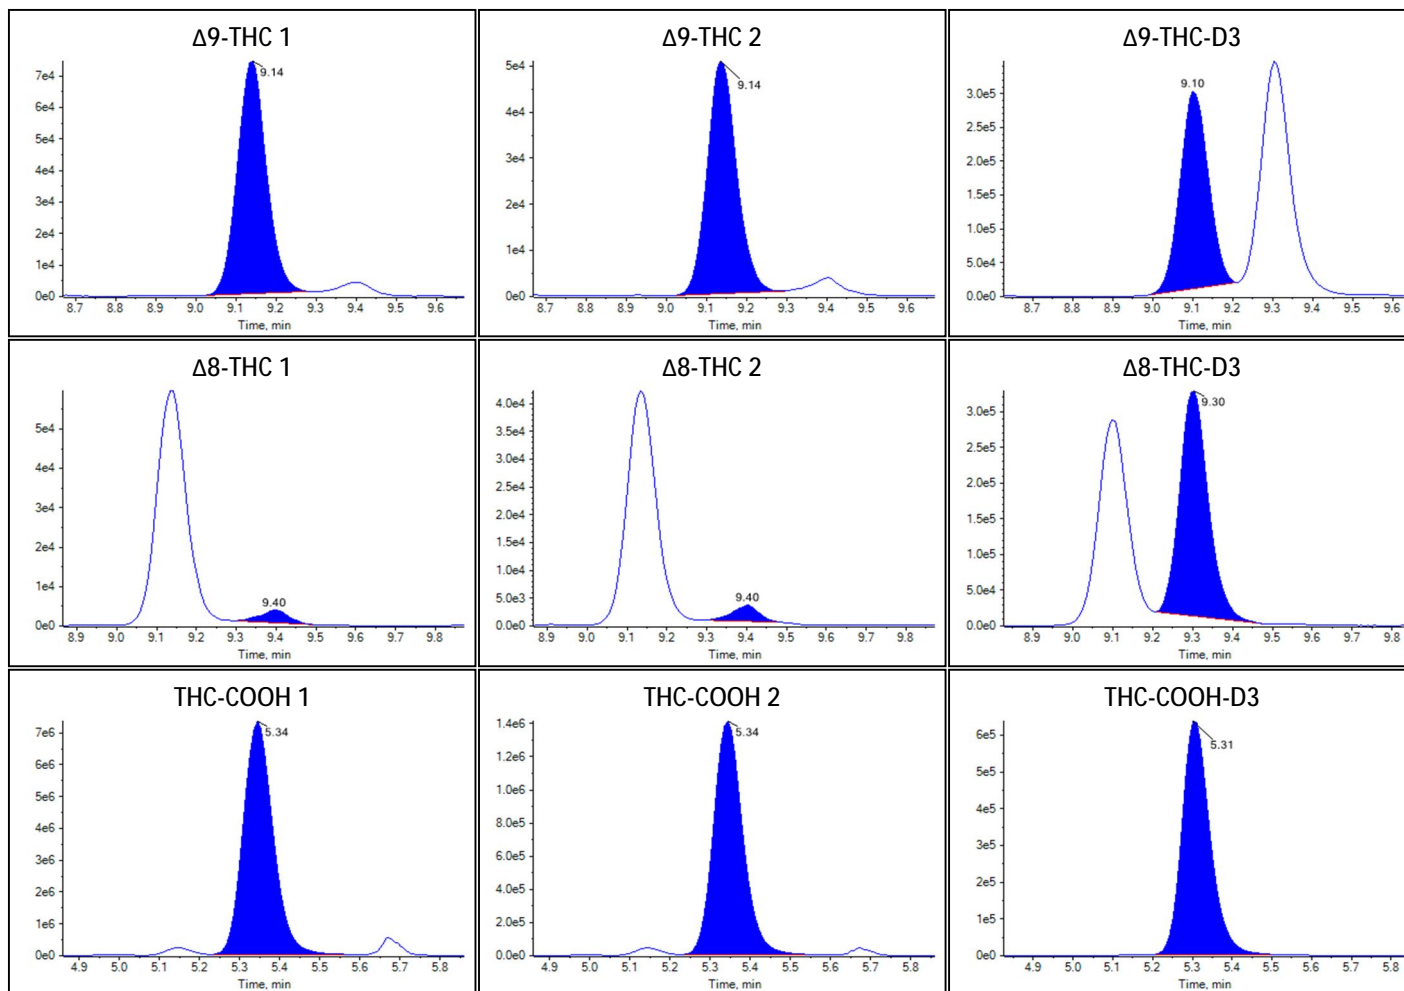 Δ9-THC 1
7e4
6e4
5e4
4e4
3e4
2e4
1e4
0e0
9.14
8.7 8.8 8.9 9.0 9.1 9.2 9.3 9.4 9.5 9.6
Time, min
Δ9-THC 2
5e4
4e4
3e4
2e4
1e4
0e0
9.14
8.7 8.8 8.9 9.0 9.1 9.2 9.3 9.4 9.5 9.6
Time, min
Δ9-THC-D3
3.0e5
2.5e5
2.0e5
1.5e5
1.0e5
5.0e4
0.0e0
9.10
8.7 8.8 8.9 9.0 9.1 9.2 9.3 9.4 9.5 9.6
Time, min
Δ8-THC 1
5e4
4e4
3e4
2e4
1e4
0e0
9.40
8.9 9.0 9.1 9.2 9.3 9.4 9.5 9.6 9.7 9.8
Time, min
Δ8-THC 2
4.0e4
3.5e4
3.0e4
2.5e4
2.0e4
1.5e4
1.0e4
5.0e3
0.0e0
9.40
8.9 9.0 9.1 9.2 9.3 9.4 9.5 9.6 9.7 9.8
Time, min
Δ8-THC-D3
3.0e5
2.5e5
2.0e5
1.5e5
1.0e5
5.0e4
0.0e0
9.30
8.9 9.0 9.1 9.2 9.3 9.4 9.5 9.6 9.7 9.8
Time, min
THC-COOH 1
7e6
6e6
5e6
4e6
3e6
2e6
1e6
0e0
5.34
4.9 5.0 5.1 5.2 5.3 5.4 5.5 5.6 5.7 5.8
Time, min
THC-COOH 2
1.4e6
1.2e6
1.0e6
8.0e5
6.0e5
4.0e5
2.0e5
0.0e0
5.34
4.9 5.0 5.1 5.2 5.3 5.4 5.5 5.6 5.7 5.8
Time, min
THC-COOH-D3
6e5
5e5
4e5
3e5
2e5
1e5
0e0
5.31
4.9 5.0 5.1 5.2 5.3 5.4 5.5 5.6 5.7 5.8
Time, min